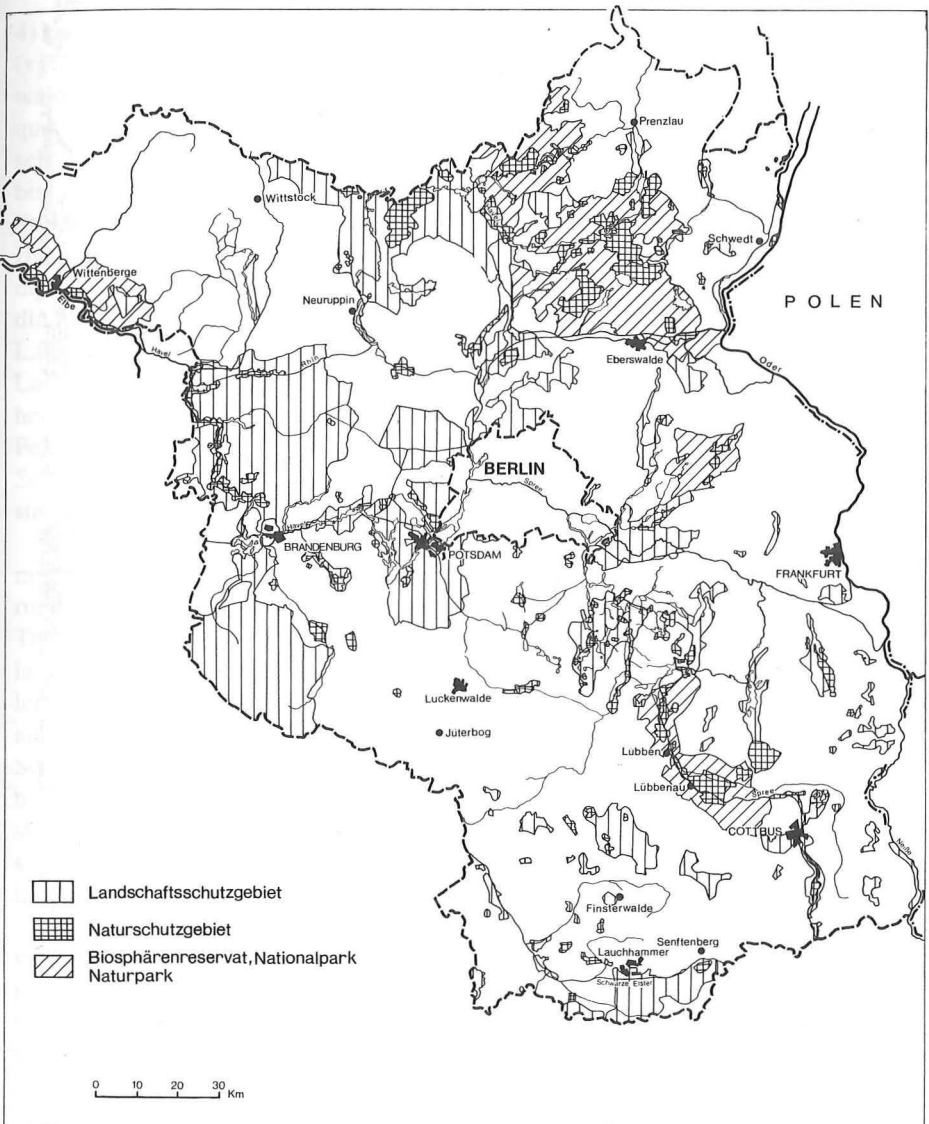 Prenzlau
Wittstock
Schwedt
Wittenberge
Elbe
Neuruppin
POLEN
Havel
Rhin
Eberswalde
Oder
BERLIN
Spree
Havel
BRANDENBURG
POTSDAM
FRANKFURT
Luckenwalde
Jüterbog
Lübben
Lübbenau
Spree
COTTBUS
Neiße
Landschaftsschutzgebiet
Finsterwalde
Naturschutzgebiet
Senftenberg
Lauchhammer
Biosphärenreservat, Nationalpark
Naturpark
Schwarze Elster
0 10 20 30 Km